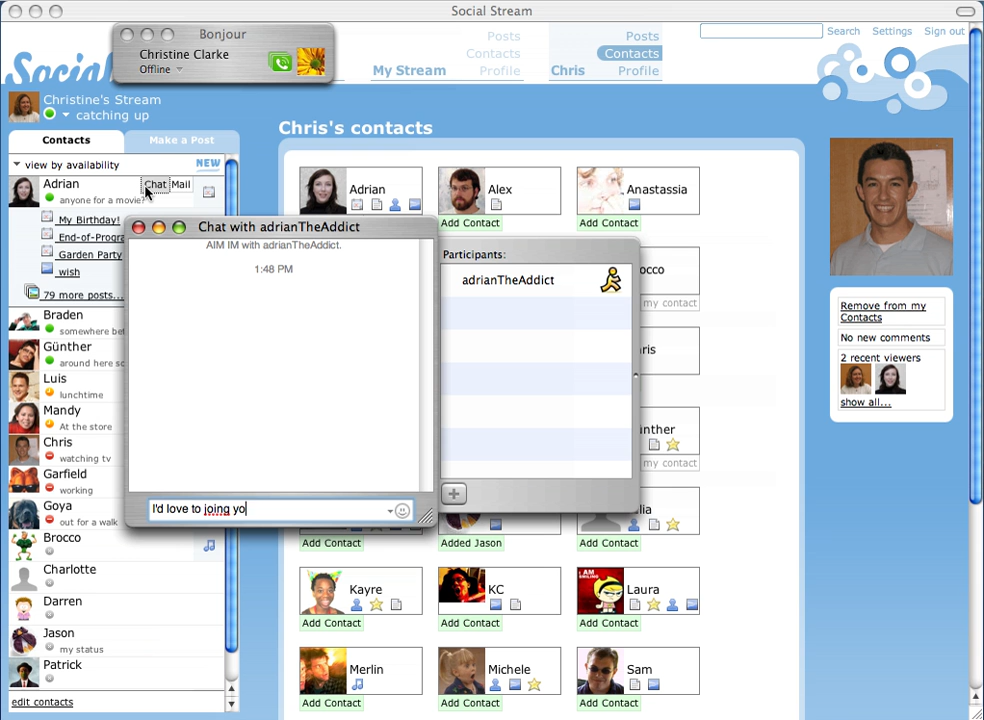 Social Stream
Bonjour
Christine Clarke
Offline
Social
Posts
Contacts
My Stream Profile
Posts
Contacts
Chris Profile
Search Settings Sign out
Christine's Stream
catching up
Contacts Make a Post
view by availability NEW
Adrian Chat Mail
anyone for a movie?
My Birthday!
End-of-Progra
Garden Party
wish
79 more posts...
Braden
somewhere bet
Günther
around here so
Luis
lunchtime
Mandy
At the store
Chris
watching tv
Garfield
working
Goya
out for a walk
Brocco
Charlotte
Darren
Jason
my status
Patrick
edit contacts
Chat with adrianTheAddict
AIM IM with adrianTheAddict.
1:48 PM
I'd love to joing yo
Participants:
adrianTheAddict
Chris's contacts
Adrian Alex Anastassia
Add Contact Add Contact
occo
my contact
ris
ünther
my contact
lia
Add Contact Added Jason Add Contact
Kayre KC I AM SMILING Laura
Add Contact Add Contact Add Contact
Merlin Michele Sam
Add Contact Add Contact Add Contact
Remove from my
Contacts
No new comments
2 recent viewers
show all...